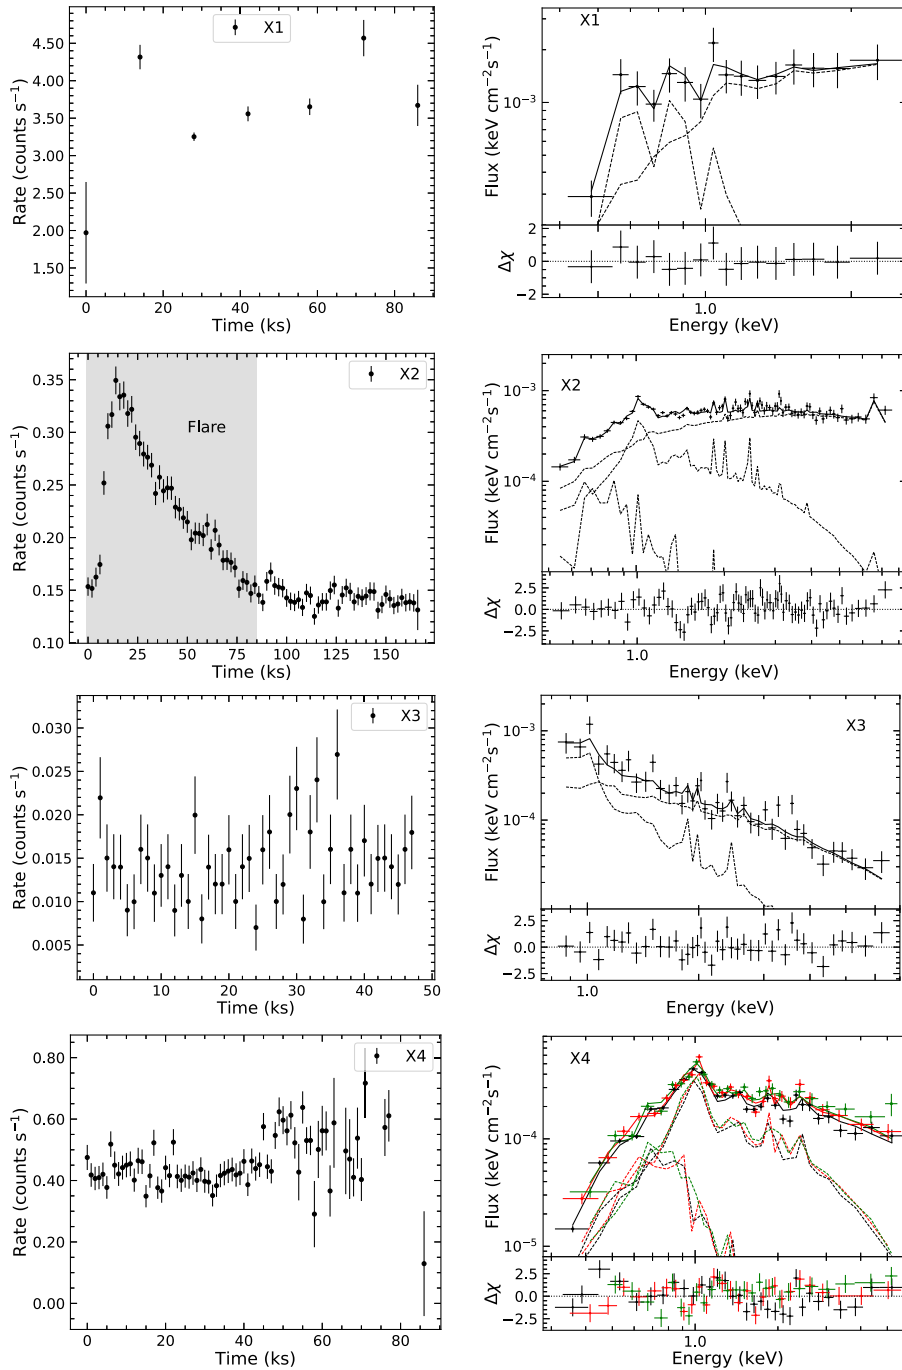 X1
4.50
4.00
3.50
3.00
2.50
2.00
1.50
Rate (counts s⁻¹)
0
20
40
60
80
Time (ks)
X1
10⁻³
Flux (keV cm⁻²s⁻¹)
2
0
−2
Δχ
1.0
Energy (keV)
X2
Flare
0.35
0.30
0.25
0.20
0.15
0.10
Rate (counts s⁻¹)
0
25
50
75
100
125
150
Time (ks)
X2
10⁻³
10⁻⁴
Flux (keV cm⁻²s⁻¹)
2.5
0.0
−2.5
Δχ
1.0
Energy (keV)
X3
0.030
0.025
0.020
0.015
0.010
0.005
Rate (counts s⁻¹)
0
10
20
30
40
50
Time (ks)
X3
10⁻³
10⁻⁴
Flux (keV cm⁻²s⁻¹)
2.5
0.0
−2.5
Δχ
1.0
Energy (keV)
X4
0.80
0.60
0.40
0.20
0.00
Rate (counts s⁻¹)
0
20
40
60
80
Time (ks)
X4
10⁻⁴
10⁻⁵
Flux (keV cm⁻²s⁻¹)
2.5
0.0
−2.5
Δχ
1.0
Energy (keV)